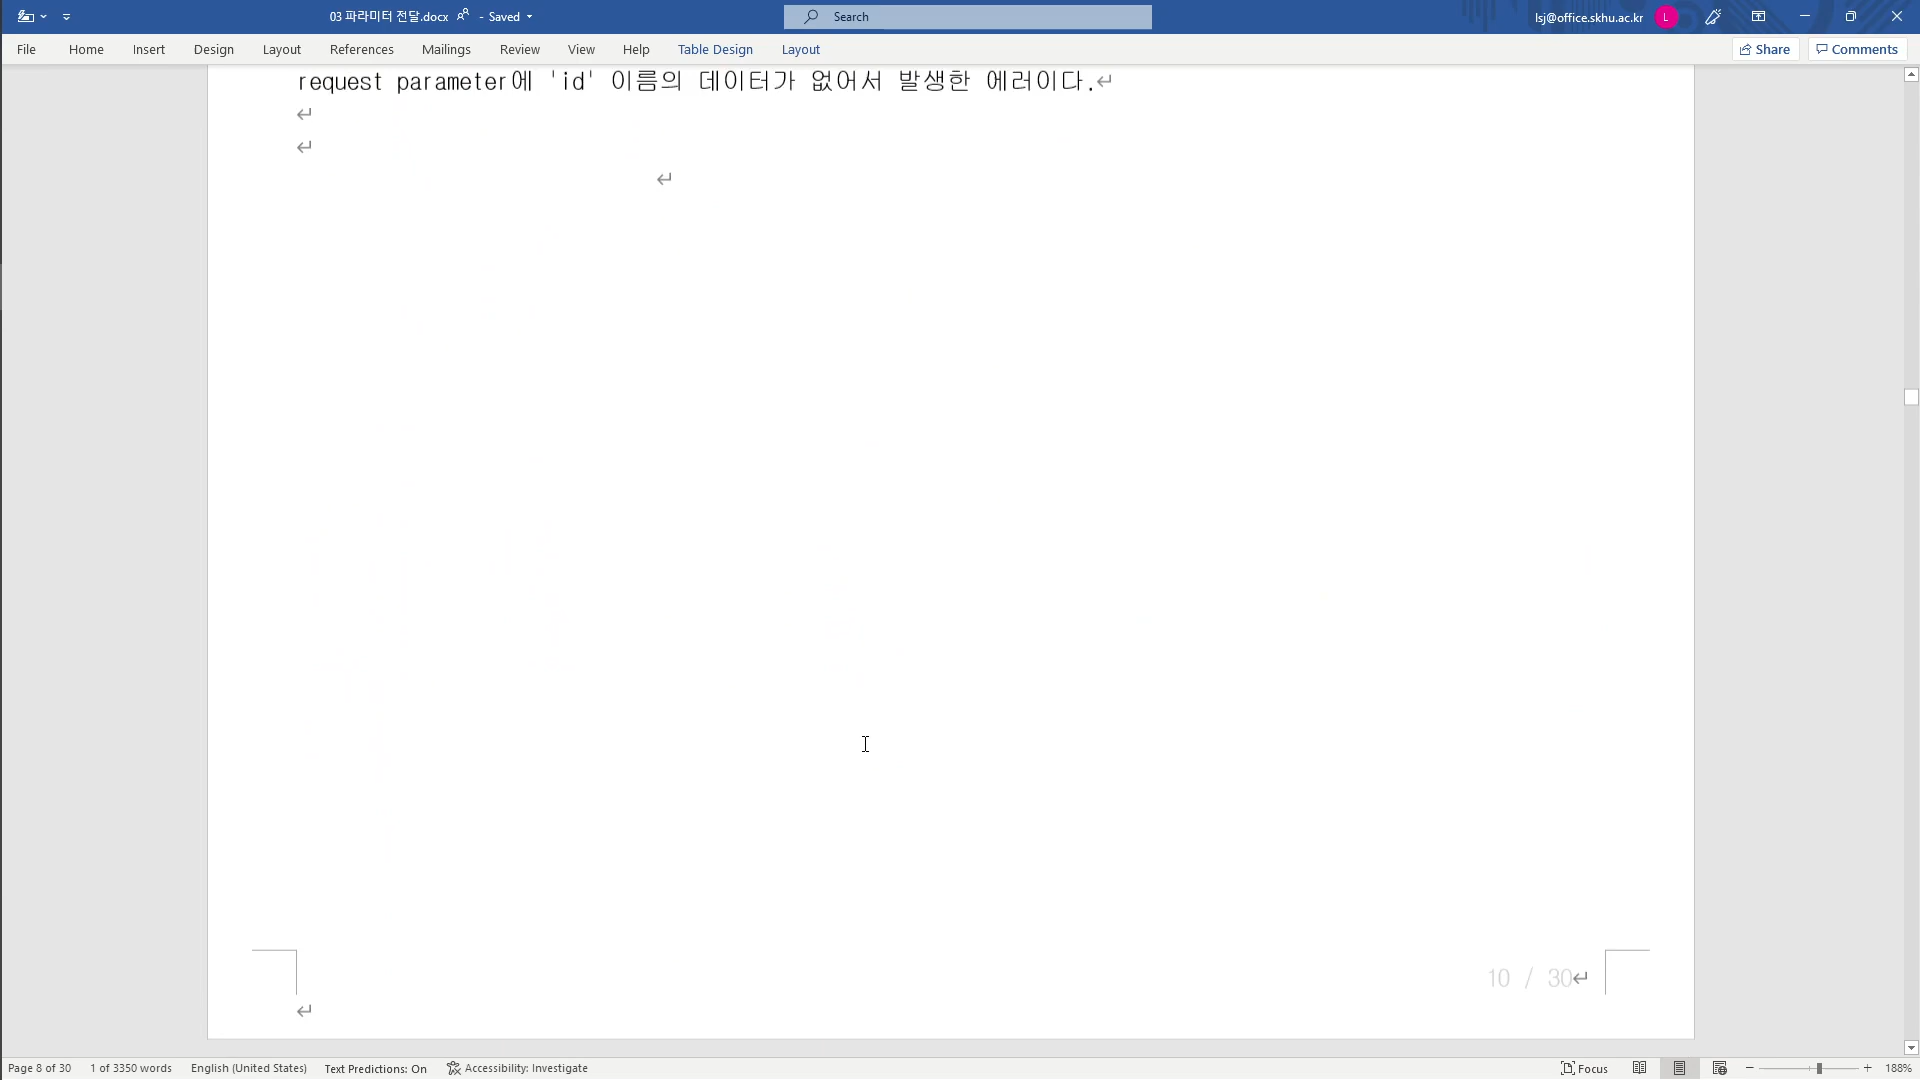 03 파라미터 전달.docx - Saved
Search
lsj@office.skhu.ac.kr
L
File Home Insert Design Layout References Mailings Review View Help Table Design Layout
Share
Comments
request parameter에 'id' 이름의 데이터가 없어서 발생한 에러이다.
10 / 30
Page 8 of 30
1 of 3350 words
English (United States)
Text Predictions: On
Accessibility: Investigate
Focus
188%